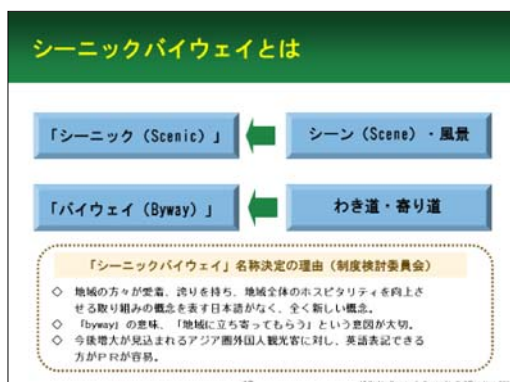 シーニックバイウェイとは
「シーニック（Scenic）」
シーン（Scene）・風景
「バイウェイ（Byway）」
わき道・寄り道
「シーニックバイウェイ」名称決定の理由（制度検討委員会）
◇ 地域の方々が愛着、誇りを持ち、地域全体のホスピタリティを向上さ
せる取り組みの概念を表す日本語がなく、全く新しい概念。
◇ 「byway」の意味、「地域に立ち寄ってもらう」という意図が大切。
◇ 今後増大が見込まれるアジア圏外国人観光客に対し、英語表記できる
方がＰＲが容易。